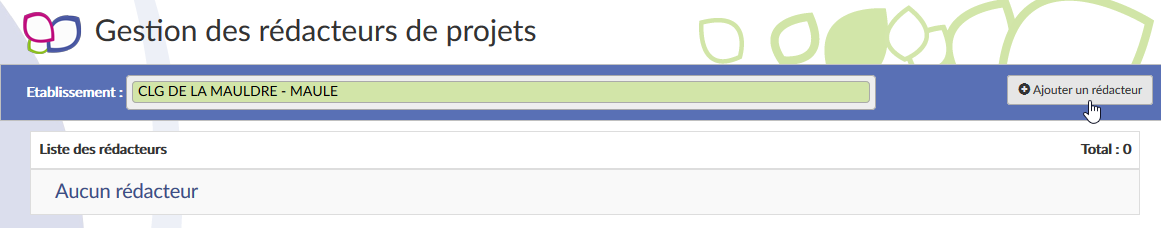 Gestion des rédacteurs de projets
Etablissement : CLG DE LA MAULDRE - MAULE Ajouter un rédacteur
Liste des rédacteurs Total : 0
Aucun rédacteur